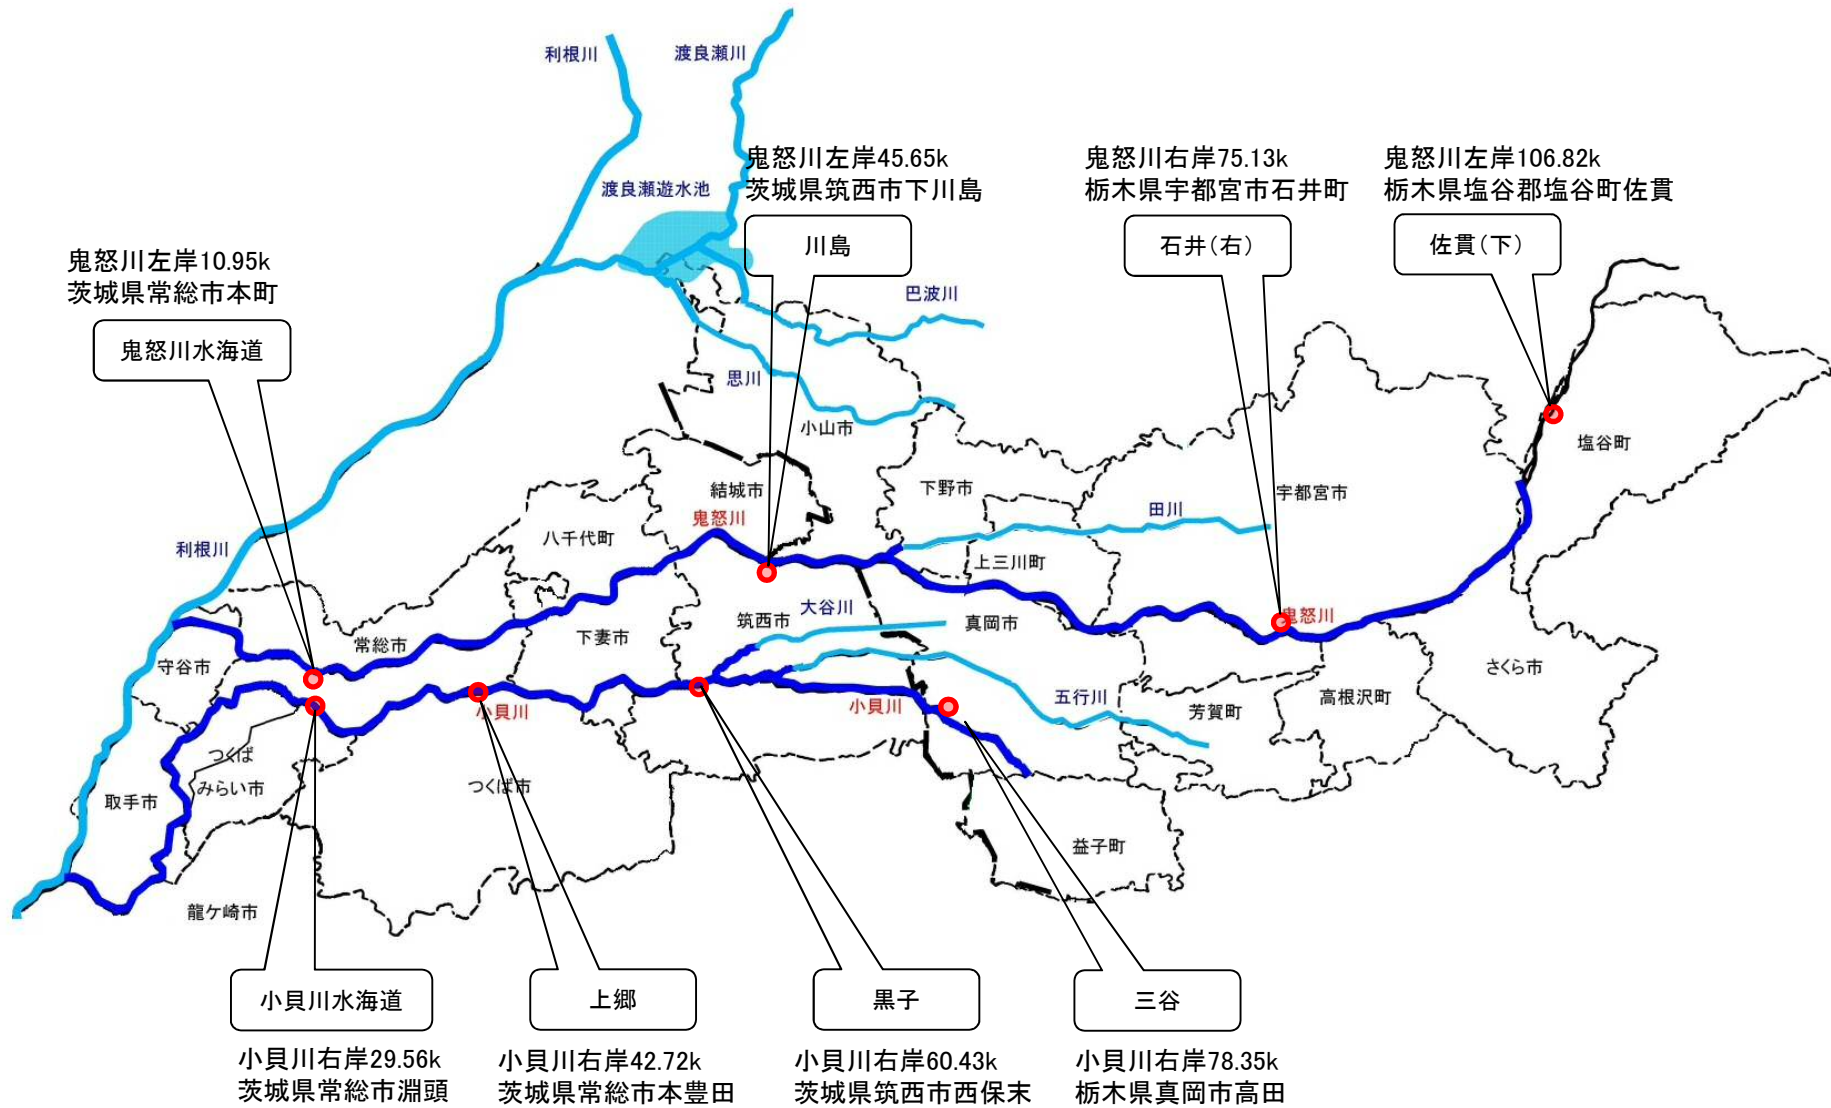 利根川
渡良瀬川
渡良瀬遊水池
鬼怒川左岸45.65k
茨城県筑西市下川島
川島
鬼怒川右岸75.13k
栃木県宇都宮市石井町
石井(右)
鬼怒川左岸106.82k
栃木県塩谷郡塩谷町佐貫
佐貫(下)
鬼怒川左岸10.95k
茨城県常総市本町
鬼怒川水海道
巴波川
思川
小山市
塩谷町
結城市
下野市
宇都宮市
鬼怒川
田川
八千代町
利根川
上三川町
大谷川
筑西市
真岡市
鬼怒川
常総市
下妻市
守谷市
さくら市
小貝川
小貝川
五行川
芳賀町
高根沢町
つくば
みらい市
取手市
つくば市
益子町
龍ケ崎市
小貝川水海道
上郷
黒子
三谷
小貝川右岸29.56k
茨城県常総市淵頭
小貝川右岸42.72k
茨城県常総市本豊田
小貝川右岸60.43k
茨城県筑西市西保末
小貝川右岸78.35k
栃木県真岡市高田